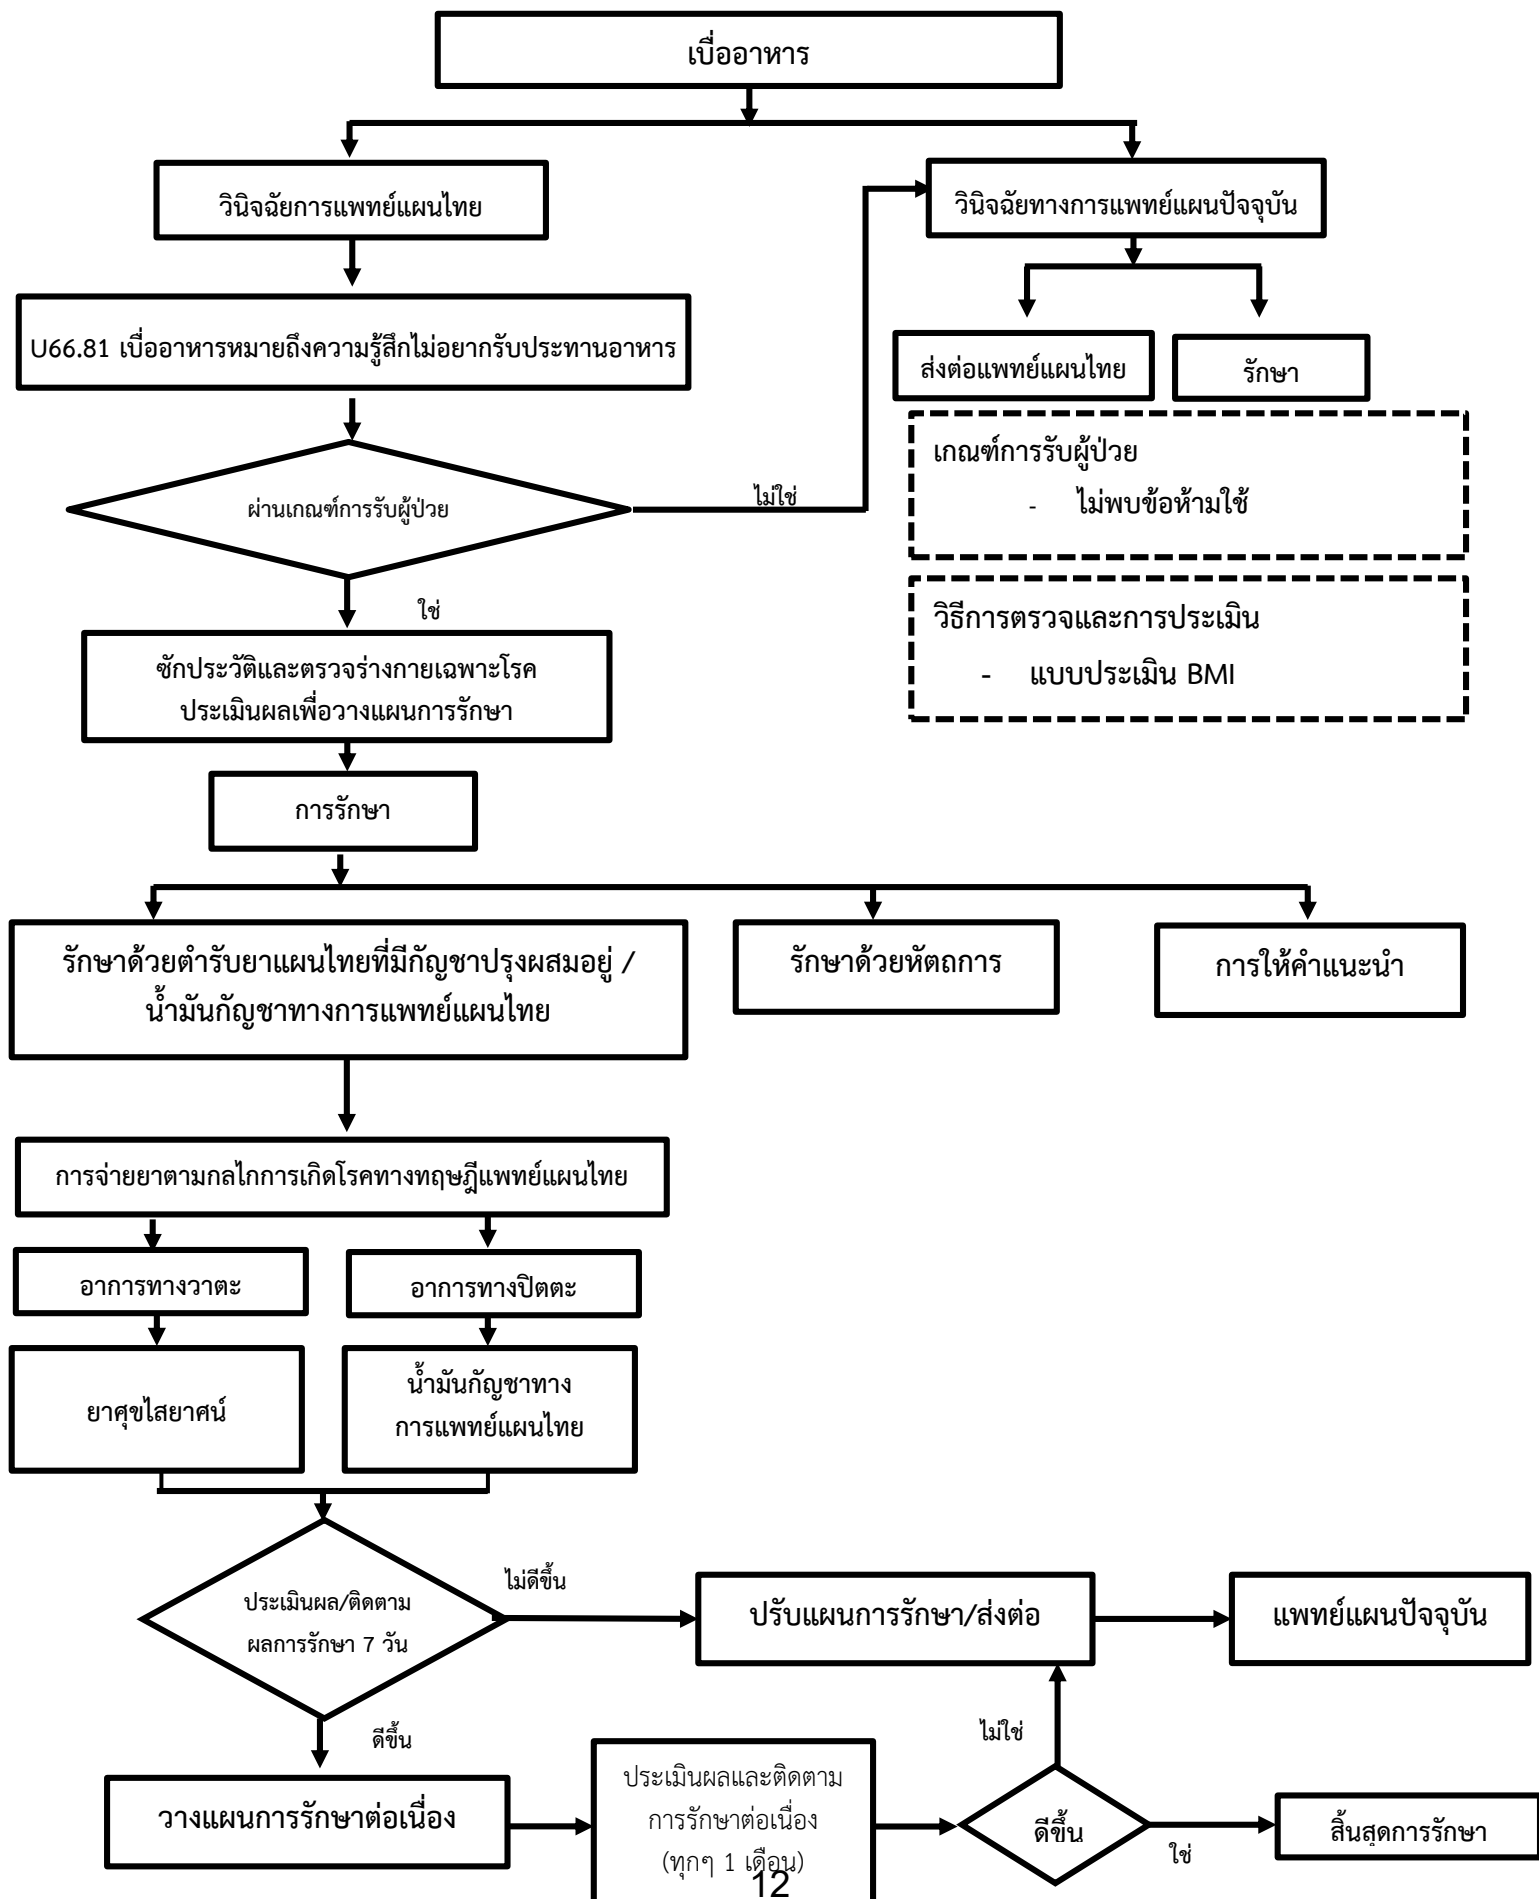 เบื่ออาหาร
วินิจฉัยการแพทย์แผนไทย
วินิจฉัยทางการแพทย์แผนปัจจุบัน
U66.81 เบื่ออาหารหมายถึงความรู้สึกไม่อยากรับประทานอาหาร
ส่งต่อแพทย์แผนไทย
รักษา
เกณฑ์การรับผู้ป่วย
- ไม่พบข้อห้ามใช้
ผ่านเกณฑ์การรับผู้ป่วย
ไม่ใช่
ใช่
วิธีการตรวจและการประเมิน
- แบบประเมิน BMI
ซักประวัติและตรวจร่างกายเฉพาะโรค
ประเมินผลเพื่อวางแผนการรักษา
การรักษา
รักษาด้วยตำรับยาแผนไทยที่มีกัญชาปรุงผสมอยู่ /
น้ำมันกัญชาทางการแพทย์แผนไทย
รักษาด้วยหัตถการ
การให้คำแนะนำ
การจ่ายยาตามกลไกการเกิดโรคทางทฤษฎีแพทย์แผนไทย
อาการทางวาตะ
อาการทางปิตตะ
ยาศุขไสยาศน์
น้ำมันกัญชาทาง
การแพทย์แผนไทย
ประเมินผล/ติดตาม
ผลการรักษา 7 วัน
ไม่ดีขึ้น
ปรับแผนการรักษา/ส่งต่อ
แพทย์แผนปัจจุบัน
ดีขึ้น
ไม่ใช่
วางแผนการรักษาต่อเนื่อง
ประเมินผลและติดตาม
การรักษาต่อเนื่อง
(ทุกๆ 1 เดือน)
ดีขึ้น
ใช่
สิ้นสุดการรักษา
12